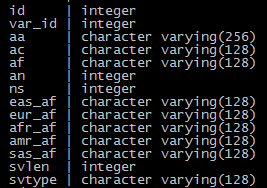 id | integer
var_id | integer
aa | character varying(256)
ac | character varying(128)
af | character varying(128)
an | integer
ns | integer
eas_af | character varying(128)
eur_af | character varying(128)
afr_af | character varying(128)
amr_af | character varying(128)
sas_af | character varying(128)
svlen | integer
svtype | character varying(128)